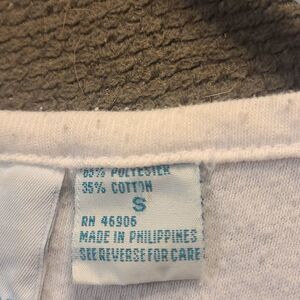 65% POLYESTER
35% COTTON
S
RN 46906
MADE IN PHILIPPINES
SEE REVERSE FOR CARE